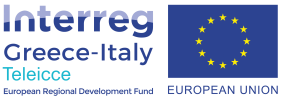 Interreg
Greece-Italy
Teleicce
European Regional Development Fund
EUROPEAN UNION